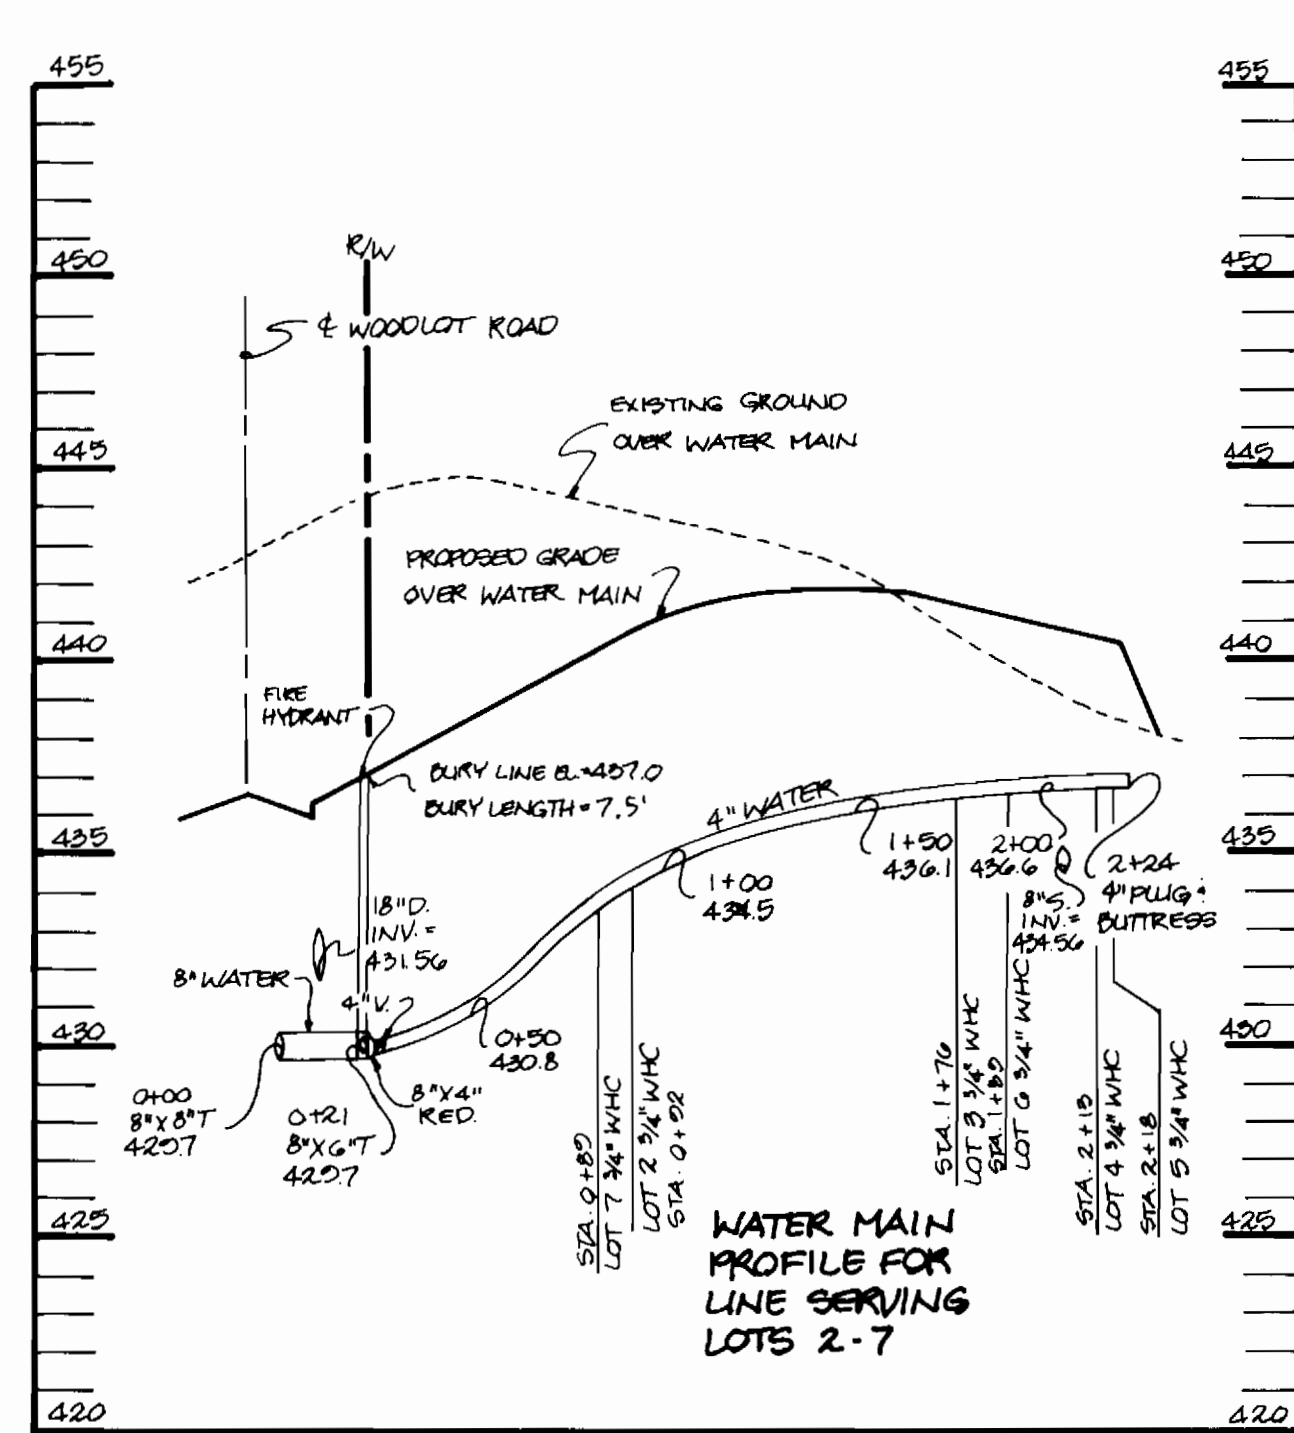 455
455
R/W
450
450
℄ WOODLOT ROAD
EXISTING GROUND
OVER WATER MAIN
445
445
PROPOSED GRADE
OVER WATER MAIN
440
440
FIRE
HYDRANT
BURY LINE EL.=437.0
BURY LENGTH=7.5'
4" WATER
435
435
1+50
436.1
2+00
436.6
2+24
4" PLUG &
BUTTRESS
1+00
434.5
8"S.
INV.=
434.56
18"D.
INV.=
431.56
8" WATER
4" V.
430
430
0+50
430.8
0+00
8"X8"T
429.7
0+21
8"X6"T
429.7
8"X4"
RED.
STA. 0+89
LOT 7 3/4" WHC
LOT 2 3/4" WHC
STA. 0+92
STA. 1+76
LOT 3 3/4" WHC
STA. 1+89
LOT 6 3/4" WHC
STA. 2+13
LOT 4 3/4" WHC
STA. 2+18
LOT 5 3/4" WHC
425
425
WATER MAIN
PROFILE FOR
LINE SERVING
LOTS 2-7
420
420